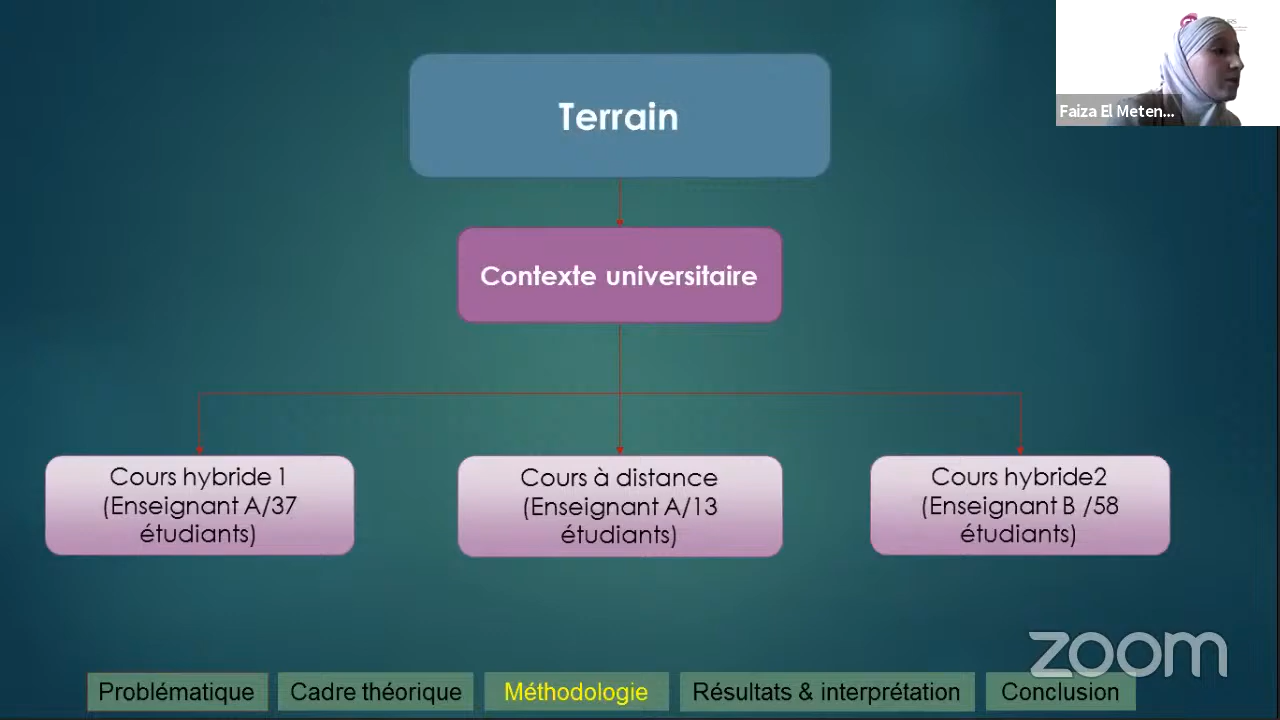 Terrain
Faiza El Meten...
Contexte universitaire
Cours hybride 1
(Enseignant A/37
étudiants)
Cours à distance
(Enseignant A/13
étudiants)
Cours hybride2
(Enseignant B /58
étudiants)
zoom
Problématique
Cadre théorique
Méthodologie
Résultats & interprétation
Conclusion